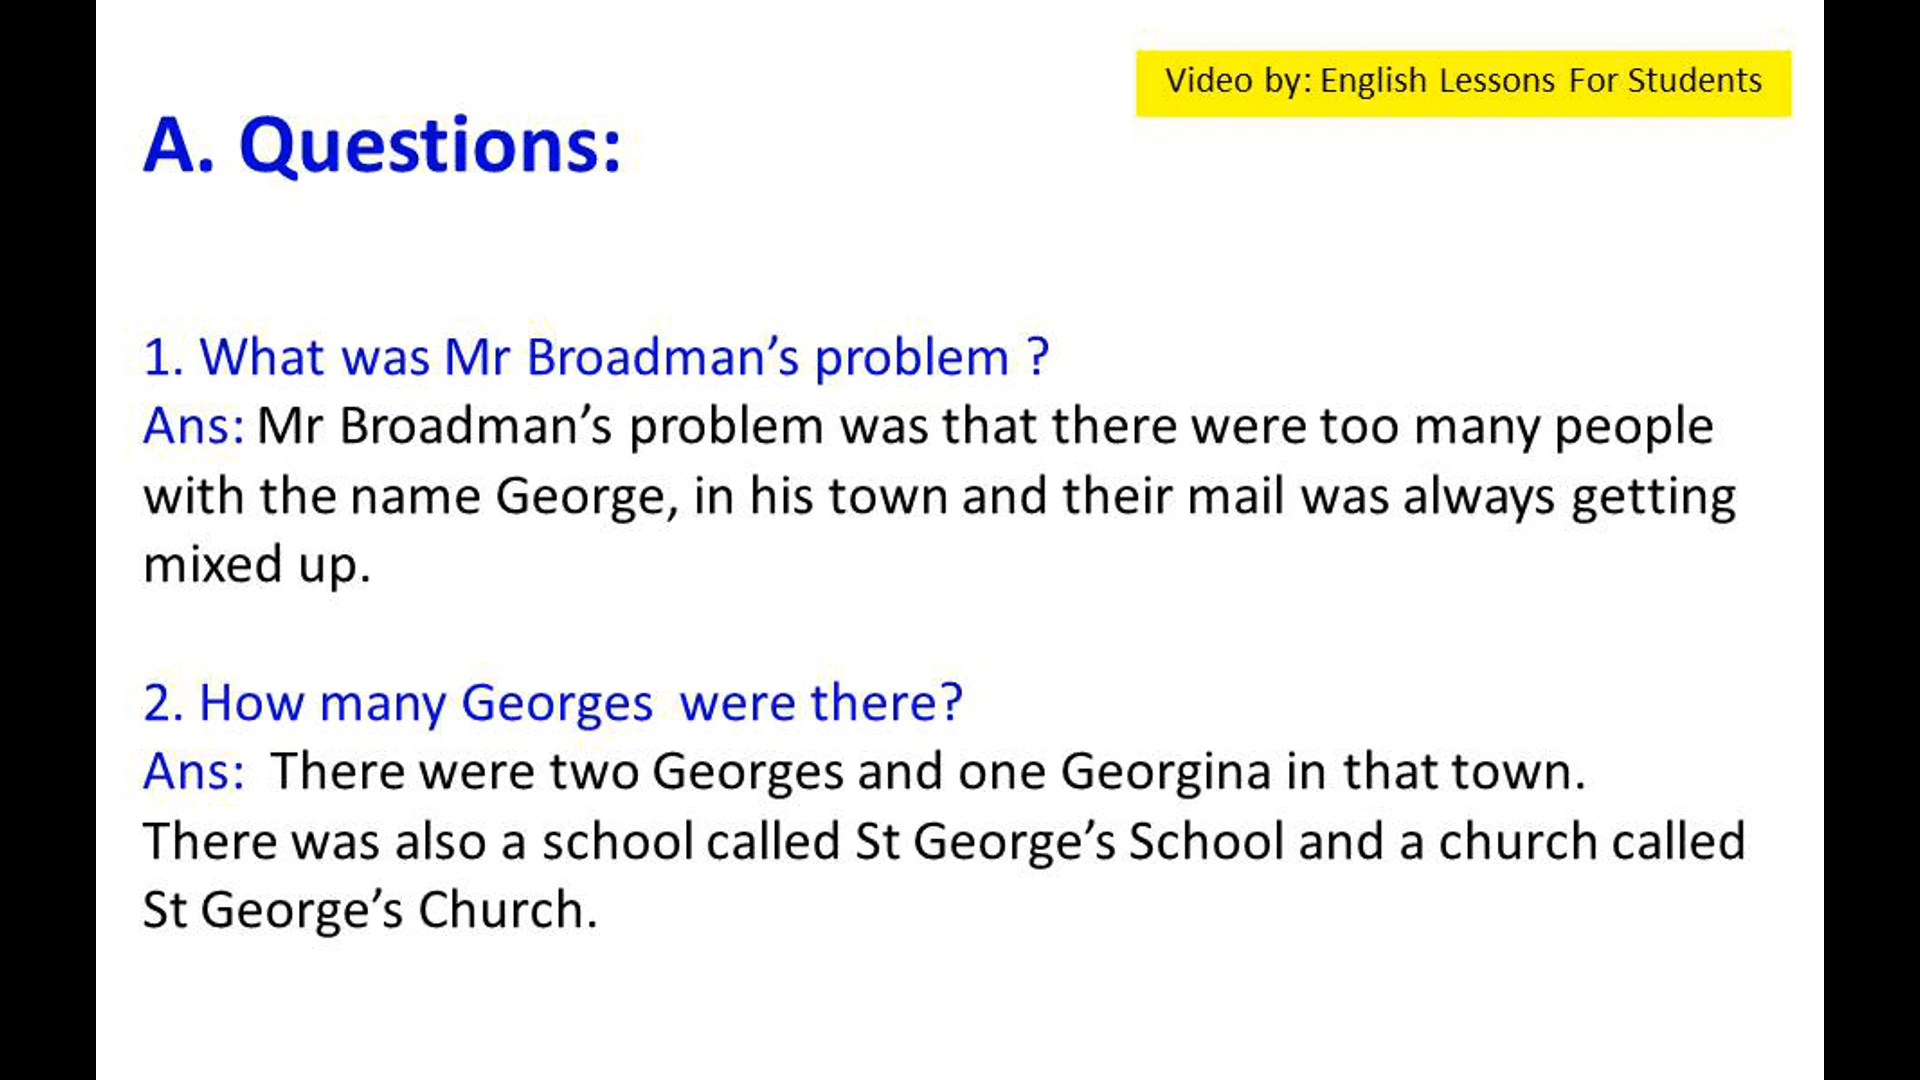 Video by: English Lessons For Students
A. Questions:
1. What was Mr Broadman’s problem ?
Ans: Mr Broadman’s problem was that there were too many people
with the name George, in his town and their mail was always getting
mixed up.
2. How many Georges  were there?
Ans:  There were two Georges and one Georgina in that town.
There was also a school called St George’s School and a church called
St George’s Church.